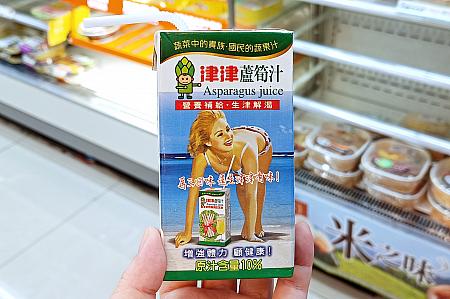 蔬菜中的貴族‧國民的蔬果汁
津津蘆筍汁
Asparagus juice
營養補給‧生津解渴
增強體力 顧健康!
原汁含量10%
米之味